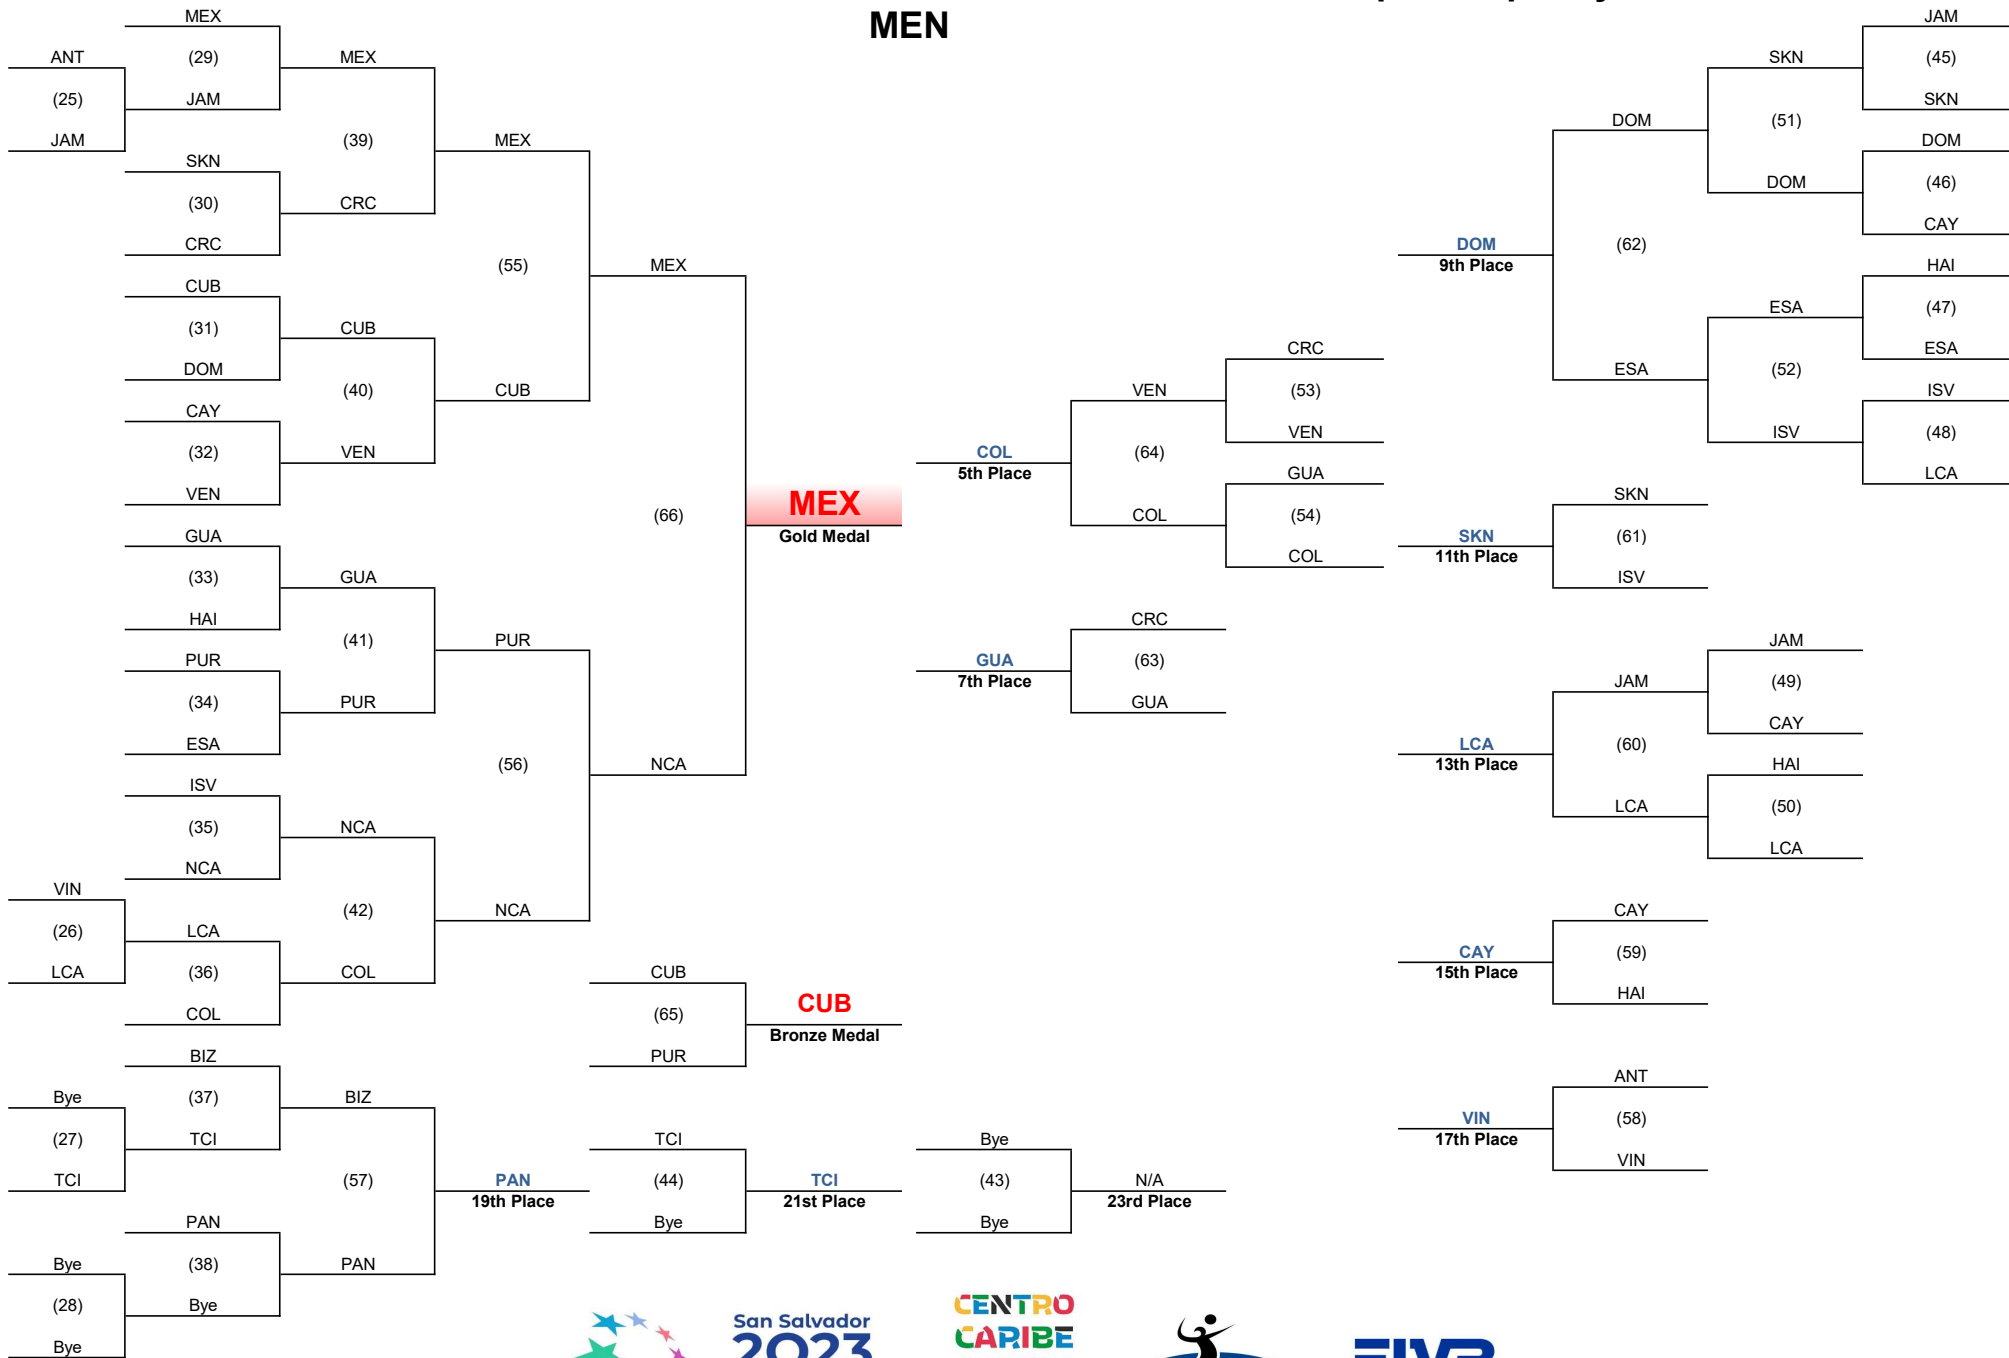 MEN
MEX
ANT
(29)
MEX
(25)
JAM
JAM
(39)
MEX
SKN
(30)
CRC
CRC
(55)
MEX
CUB
(31)
CUB
DOM
(40)
CUB
CAY
(32)
VEN
VEN
(66)
MEX
Gold Medal
GUA
(33)
GUA
HAI
(41)
PUR
PUR
(34)
PUR
ESA
(56)
NCA
ISV
(35)
NCA
NCA
VIN
(42)
NCA
(26)
LCA
LCA
(36)
COL
COL
CUB
(65)
CUB
Bronze Medal
PUR
BIZ
Bye
(37)
BIZ
(27)
TCI
TCI
(57)
PAN
19th Place
PAN
Bye
(38)
PAN
(28)
Bye
Bye
TCI
(44)
TCI
21st Place
Bye
Bye
(43)
N/A
23rd Place
Bye
CRC
VEN
(53)
VEN
COL
5th Place
(64)
GUA
COL
(54)
COL
CRC
GUA
7th Place
(63)
GUA
JAM
SKN
(45)
SKN
DOM
(51)
DOM
DOM
(46)
CAY
DOM
9th Place
(62)
HAI
ESA
(47)
ESA
ESA
(52)
ISV
ISV
(48)
LCA
SKN
SKN
11th Place
(61)
ISV
JAM
JAM
(49)
CAY
LCA
13th Place
(60)
HAI
LCA
(50)
LCA
CAY
CAY
15th Place
(59)
HAI
ANT
VIN
17th Place
(58)
VIN
San Salvador
2023
CENTRO
CARIBE
FIVB